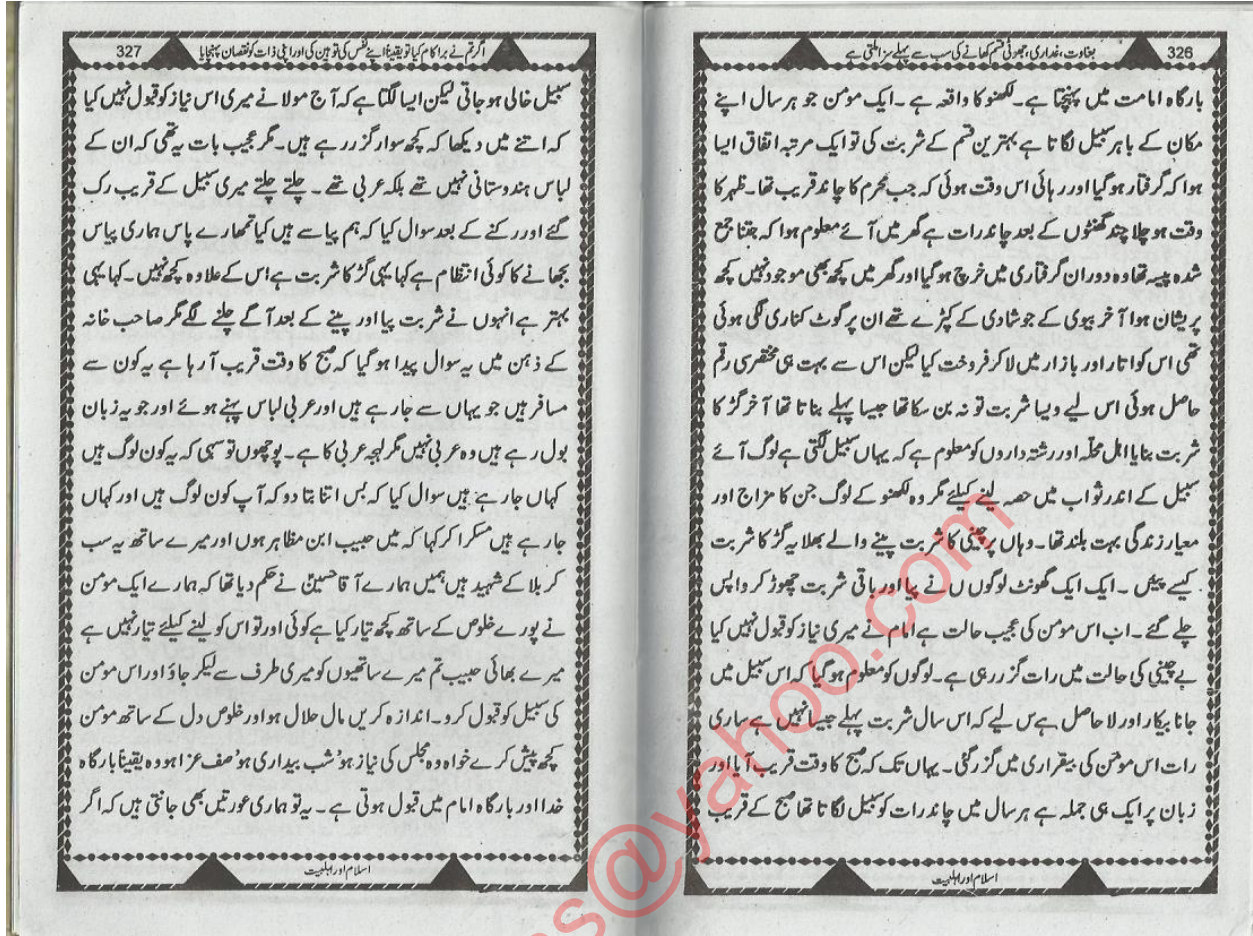 326
بغاوت، غداری، جھوٹی قسم کھانے کی سب سے پہلے سزا ملتی ہے
بارگاہ امامت میں پہنچتا ہے۔ لکھنو کا واقعہ ہے۔ ایک مومن جو ہر سال اپنے
مکان کے باہر سبیل لگاتا ہے بہترین قسم کے شربت کی تو ایک مرتبہ اتفاق ایسا
ہوا کہ گرفتار ہو گیا اور رہائی اس وقت ہوئی کہ جب محرم کا چاند قریب تھا۔ ظہر کا
وقت ہو چلا چند گھنٹوں کے بعد چاند رات ہے گھر میں آئے معلوم ہوا کہ جتنا جمع
شدہ پیسہ تھا وہ دوران گرفتاری میں خرچ ہو گیا اور گھر میں کچھ بھی موجود نہیں کچھ
پریشان ہوا آخر بیوی کے جو شادی کے کپڑے تھے ان پر گوٹ کناری لگی ہوئی
تھی اس کو اتار اور بازار میں لا کر فروخت کیا لیکن اس سے بہت ہی مختصری رقم
حاصل ہوئی اس لیے ویسا شربت تو نہ بن سکا تھا جیسا پہلے بناتا تھا آخر گڑ کا
شربت بنایا اہل محلّہ اور رشتہ داروں کو معلوم ہے کہ یہاں سبیل لگتی ہے لوگ آئے
سبیل کے اندر ثواب میں حصہ لینے کیلئے مگر وہ لکھنو کے لوگ جن کا مزاج اور
معیار زندگی بہت بلند تھا۔ وہاں پر چینی کا شربت پینے والے بھلا یہ گڑ کا شربت
کیسے پیئں۔ ایک ایک گھونٹ لوگوں ں نے پیا اور باقی شربت چھوڑ کر واپس
چلے گئے۔ اب اس مومن کی عجیب حالت ہے امام نے میری نیاز کو قبول نہیں کیا
بے چینی کی حالت میں رات گزر رہی ہے۔ لوگوں کو معلوم ہو گیا کہ اس سبیل میں
جانا بیکار اور لا حاصل ہے س لیے کہ اس سال شربت پہلے جیسا نہیں ہے ساری
رات اس مومن کی بیقراری میں گزر گئی۔ یہاں تک کہ صبح کا وقت قریب آیا اور
زبان پر ایک ہی جملہ ہے ہر سال میں چاند رات کو سبیل لگاتا تھا صبح کے قریب
اسلام اور اہلبیت
327
اگر تم نے برا کام کیا تو یقیناً اپنے نفس کی توہین کی اور اپنی ذات کو نقصان پہنچایا
سبیل خالی ہو جاتی لیکن ایسا لگتا ہے کہ آج مولا نے میری اس نیاز کو قبول نہیں کیا
کہ اتنے میں دیکھا کہ کچھ سوار گزر رہے ہیں۔ مگر عجیب بات یہ تھی کہ ان کے
لباس ہندوستانی نہیں تھے بلکہ عربی تھے۔ چلتے چلتے میری سبیل کے قریب رک
گئے اور رکنے کے بعد سوال کیا کہ ہم پیاسے ہیں کیا تمھارے پاس ہماری پیاس
بجھانے کا کوئی انتظام ہے کہا یہی گڑ کا شربت ہے اس کے علاوہ کچھ نہیں۔ کہا یہی
بہتر ہے انہوں نے شربت پیا اور پینے کے بعد آگے چلنے لگے مگر صاحب خانہ
کے ذہن میں یہ سوال پیدا ہو گیا کہ صبح کا وقت قریب آ رہا ہے یہ کون سے
مسافر ہیں جو یہاں سے جا رہے ہیں اور عربی لباس پہنے ہوئے اور جو یہ زبان
بول رہے ہیں وہ عربی نہیں مگر لہجہ عربی کا ہے۔ پوچھوں تو سہی کہ یہ کون لوگ ہیں
کہاں جا رہے ہیں سوال کیا کہ بس اتنا بتا دو کہ آپ کون لوگ ہیں اور کہاں
جا رہے ہیں مسکرا کر کہا کہ میں حبیب ابن مظاہر ہوں اور میرے ساتھ یہ سب
کربلا کے شہید ہیں ہمیں ہمارے آقا حسینؑ نے حکم دیا تھا کہ ہمارے ایک مومن
نے پورے خلوص کے ساتھ کچھ تیار کیا ہے کوئی اور تو اس کو لینے کیلئے تیار نہیں ہے
میرے بھائی حبیب تم میرے ساتھیوں کو میری طرف سے لیکر جاؤ اور اس مومن
کی سبیل کو قبول کرو۔ اندازہ کریں مال حلال ہو اور خلوص دل کے ساتھ مومن
کچھ پیش کرے خواہ وہ مجلس کی نیاز ہو' شب بیداری ہو' صف عزا ہو وہ یقیناً بارگاہ
خدا اور بارگاہ امام میں قبول ہوتی ہے۔ یہ تو ہماری عورتیں بھی جانتی ہیں کہ اگر
اسلام اور اہلبیت
s@yahoo.com